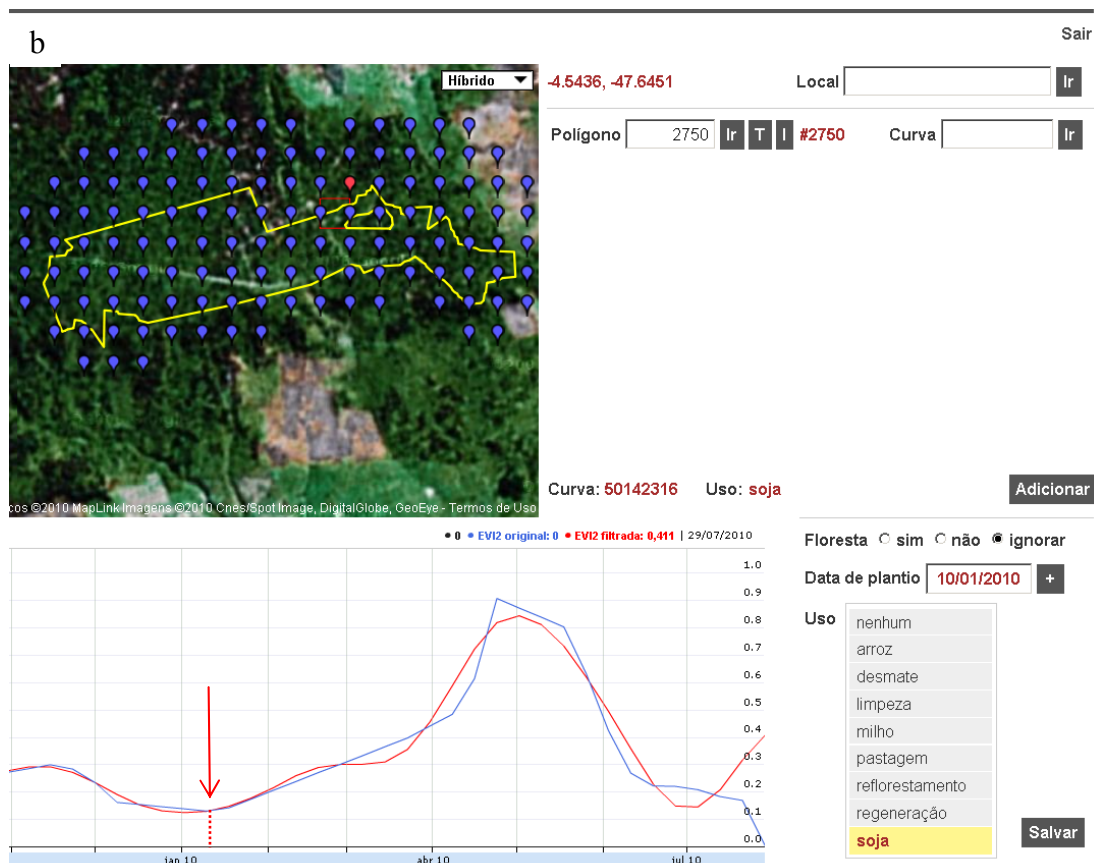 b
Sair
Híbrido
-4.5436, -47.6451
Local
Ir
Polígono
2750
Ir
T
I
#2750
Curva
Ir
cos ©2010 MapLink Imagens ©2010 Cnes/Spot Image, DigitalGlobe, GeoEye - Termos de Uso
Curva: 50142316
Uso: soja
Adicionar
• 0 • EVI2 original: 0 • EVI2 filtrada: 0,411 | 29/07/2010
1.0
0.9
0.8
0.7
0.6
0.5
0.4
0.3
0.2
0.1
0.0
jan 10
abr 10
jul 10
Floresta
sim
não
ignorar
Data de plantio
10/01/2010
+
Uso
nenhum
arroz
desmate
limpeza
milho
pastagem
reflorestamento
regeneração
soja
Salvar